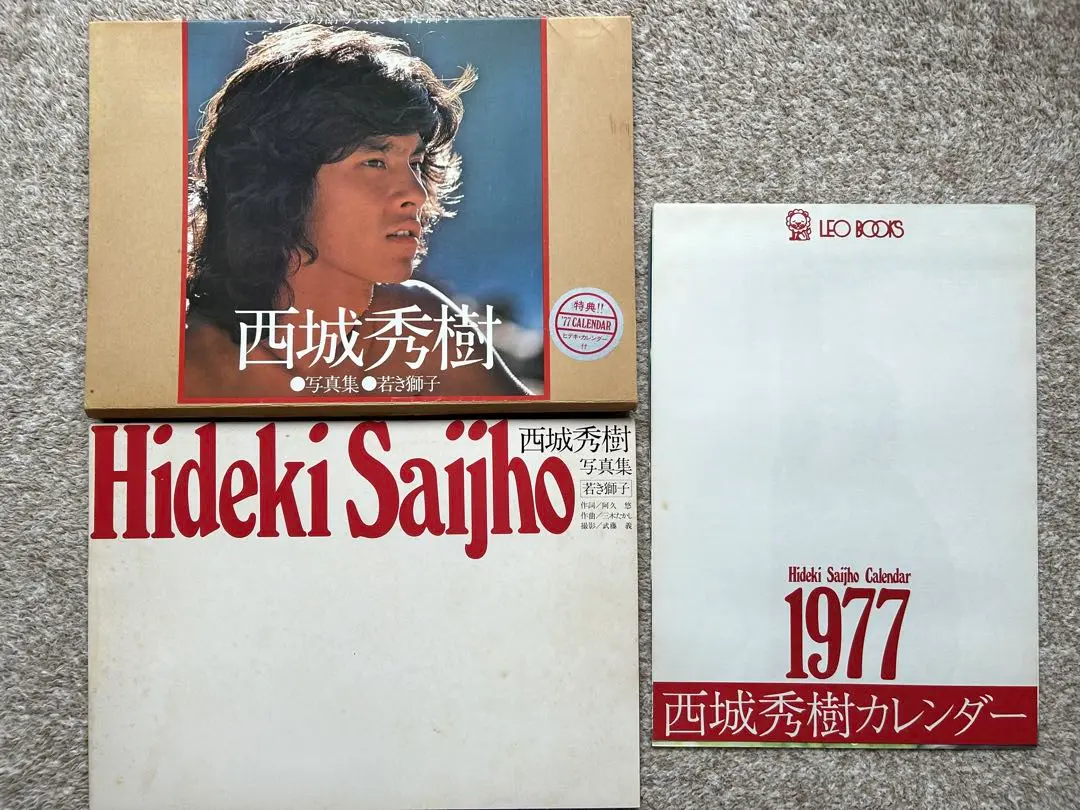 西城秀樹
●写真集●若き獅子
特典!!
'77 CALENDAR
ヒデキ・カレンダー
付
Hideki Saijho
西城秀樹
写真集
若き獅子
作詞/阿久 悠
作曲/三木たかし
撮影/武藤 義
LEO BOOKS
Hideki Saijho Calendar
1977
西城秀樹カレンダー